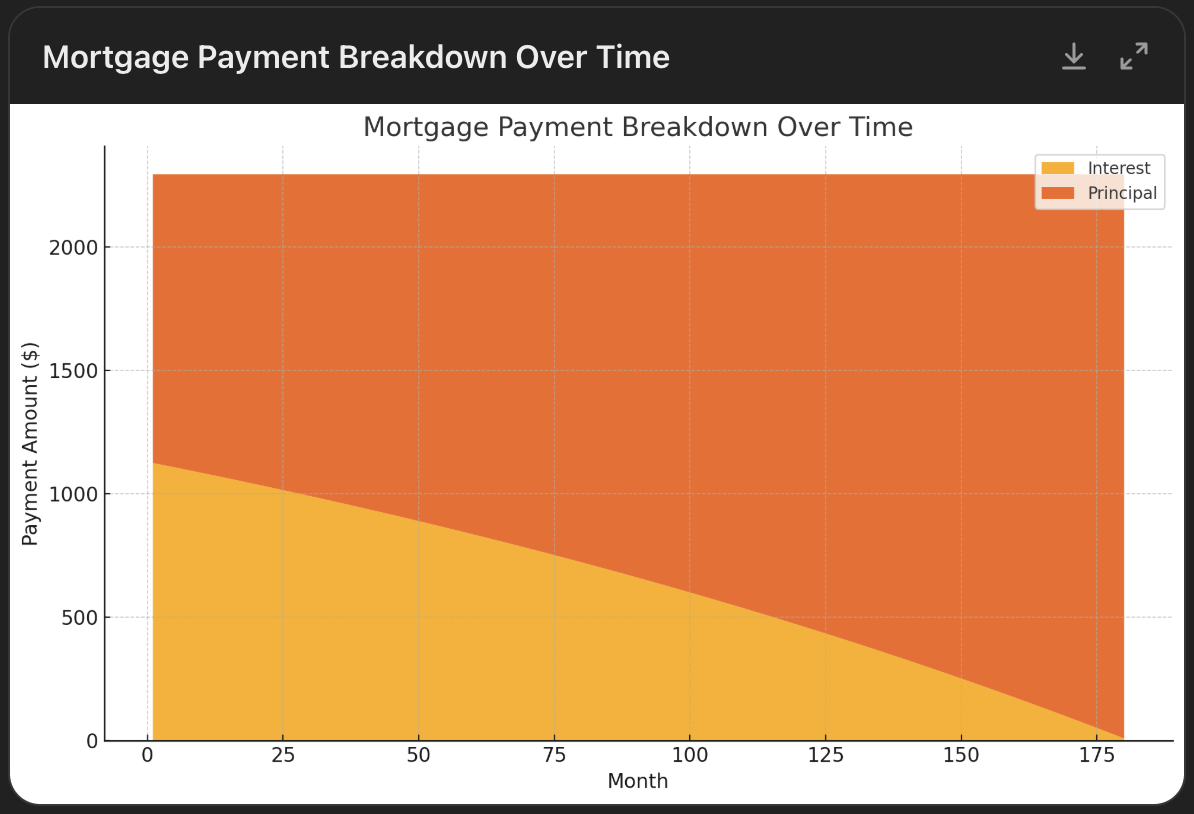 Mortgage Payment Breakdown Over Time
Mortgage Payment Breakdown Over Time
Interest
Principal
2000
1500
1000
500
0
Payment Amount ($)
0 25 50 75 100 125 150 175
Month